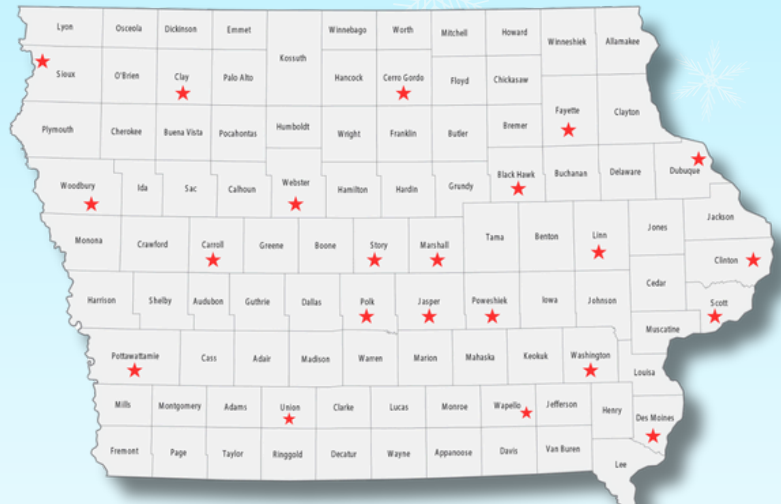 Lyon Osceola Dickinson Emmet Winnebago Worth Mitchell Howard Winneshiek Allamakee
Kossuth
Sioux O'Brien Clay Palo Alto Hancock Cerro Gordo Floyd Chickasaw
Fayette Clayton
Plymouth Cherokee Buena Vista Pocahontas Humboldt Wright Franklin Butler Bremer
Woodbury Ida Sac Calhoun Webster Hamilton Hardin Grundy Black Hawk Buchanan Delaware Dubuque
Jackson
Monona Crawford Carroll Greene Boone Story Marshall Tama Benton Linn Jones
Clinton
Cedar
Harrison Shelby Audubon Guthrie Dallas Polk Jasper Poweshiek Iowa Johnson Scott
Muscatine
Pottawattamie Cass Adair Madison Warren Marion Mahaska Keokuk Washington
Louisa
Mills Montgomery Adams Union Clarke Lucas Monroe Wapello Jefferson Henry
Des Moines
Fremont Page Taylor Ringgold Decatur Wayne Appanoose Davis Van Buren
Lee